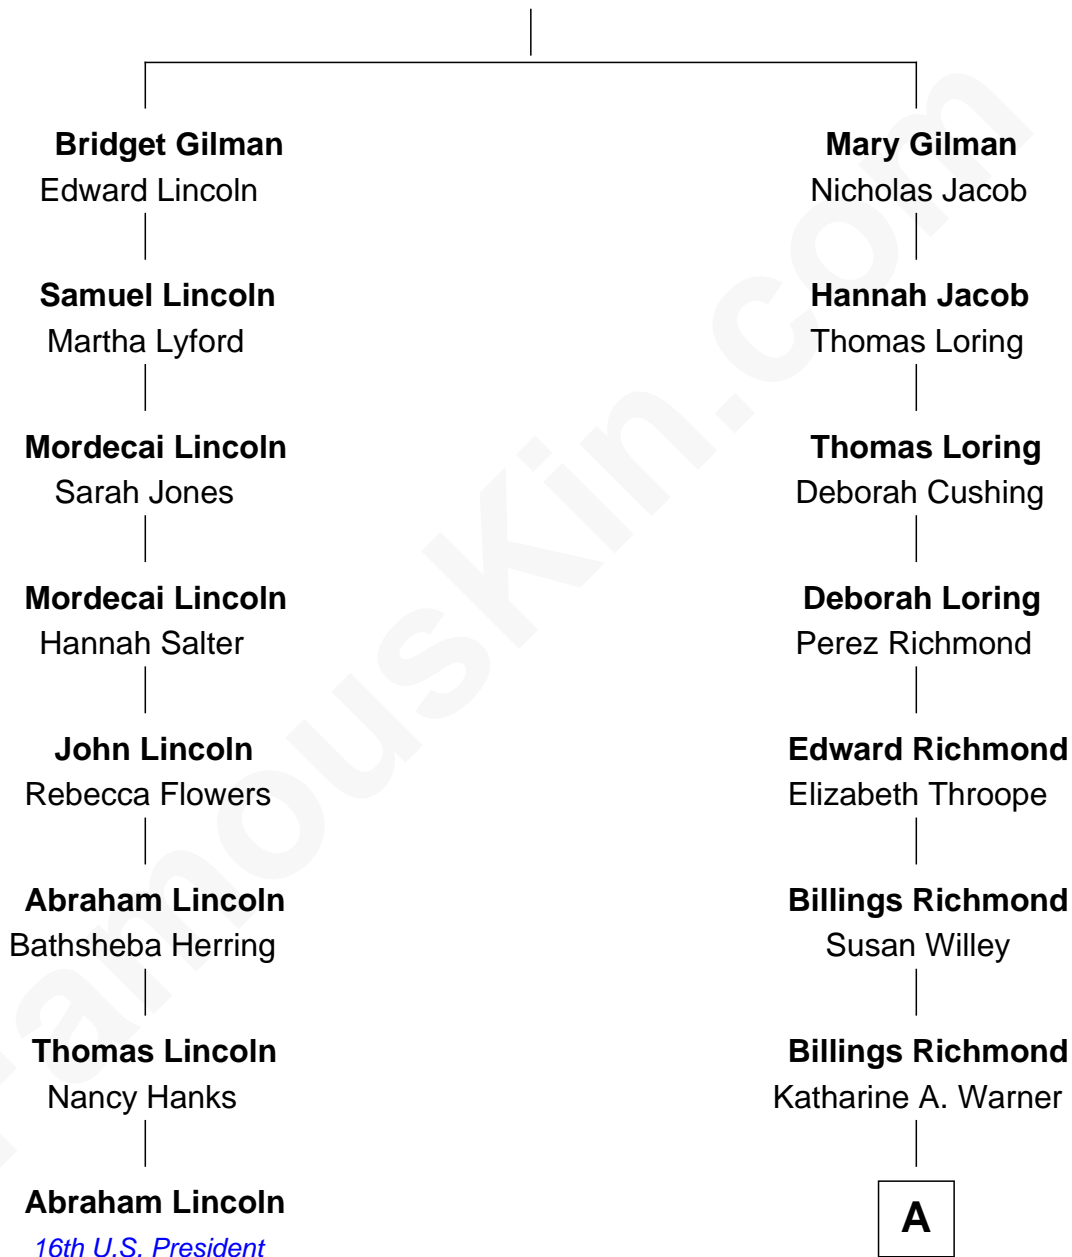 Bridget Gilman
Edward Lincoln
Samuel Lincoln
Martha Lyford
Mordecai Lincoln
Sarah Jones
Mordecai Lincoln
Hannah Salter
John Lincoln
Rebecca Flowers
Abraham Lincoln
Bathsheba Herring
Thomas Lincoln
Nancy Hanks
Abraham Lincoln
16th U.S. President
Mary Gilman
Nicholas Jacob
Hannah Jacob
Thomas Loring
Thomas Loring
Deborah Cushing
Deborah Loring
Perez Richmond
Edward Richmond
Elizabeth Throope
Billings Richmond
Susan Willey
Billings Richmond
Katharine A. Warner
A
FamousKin.com